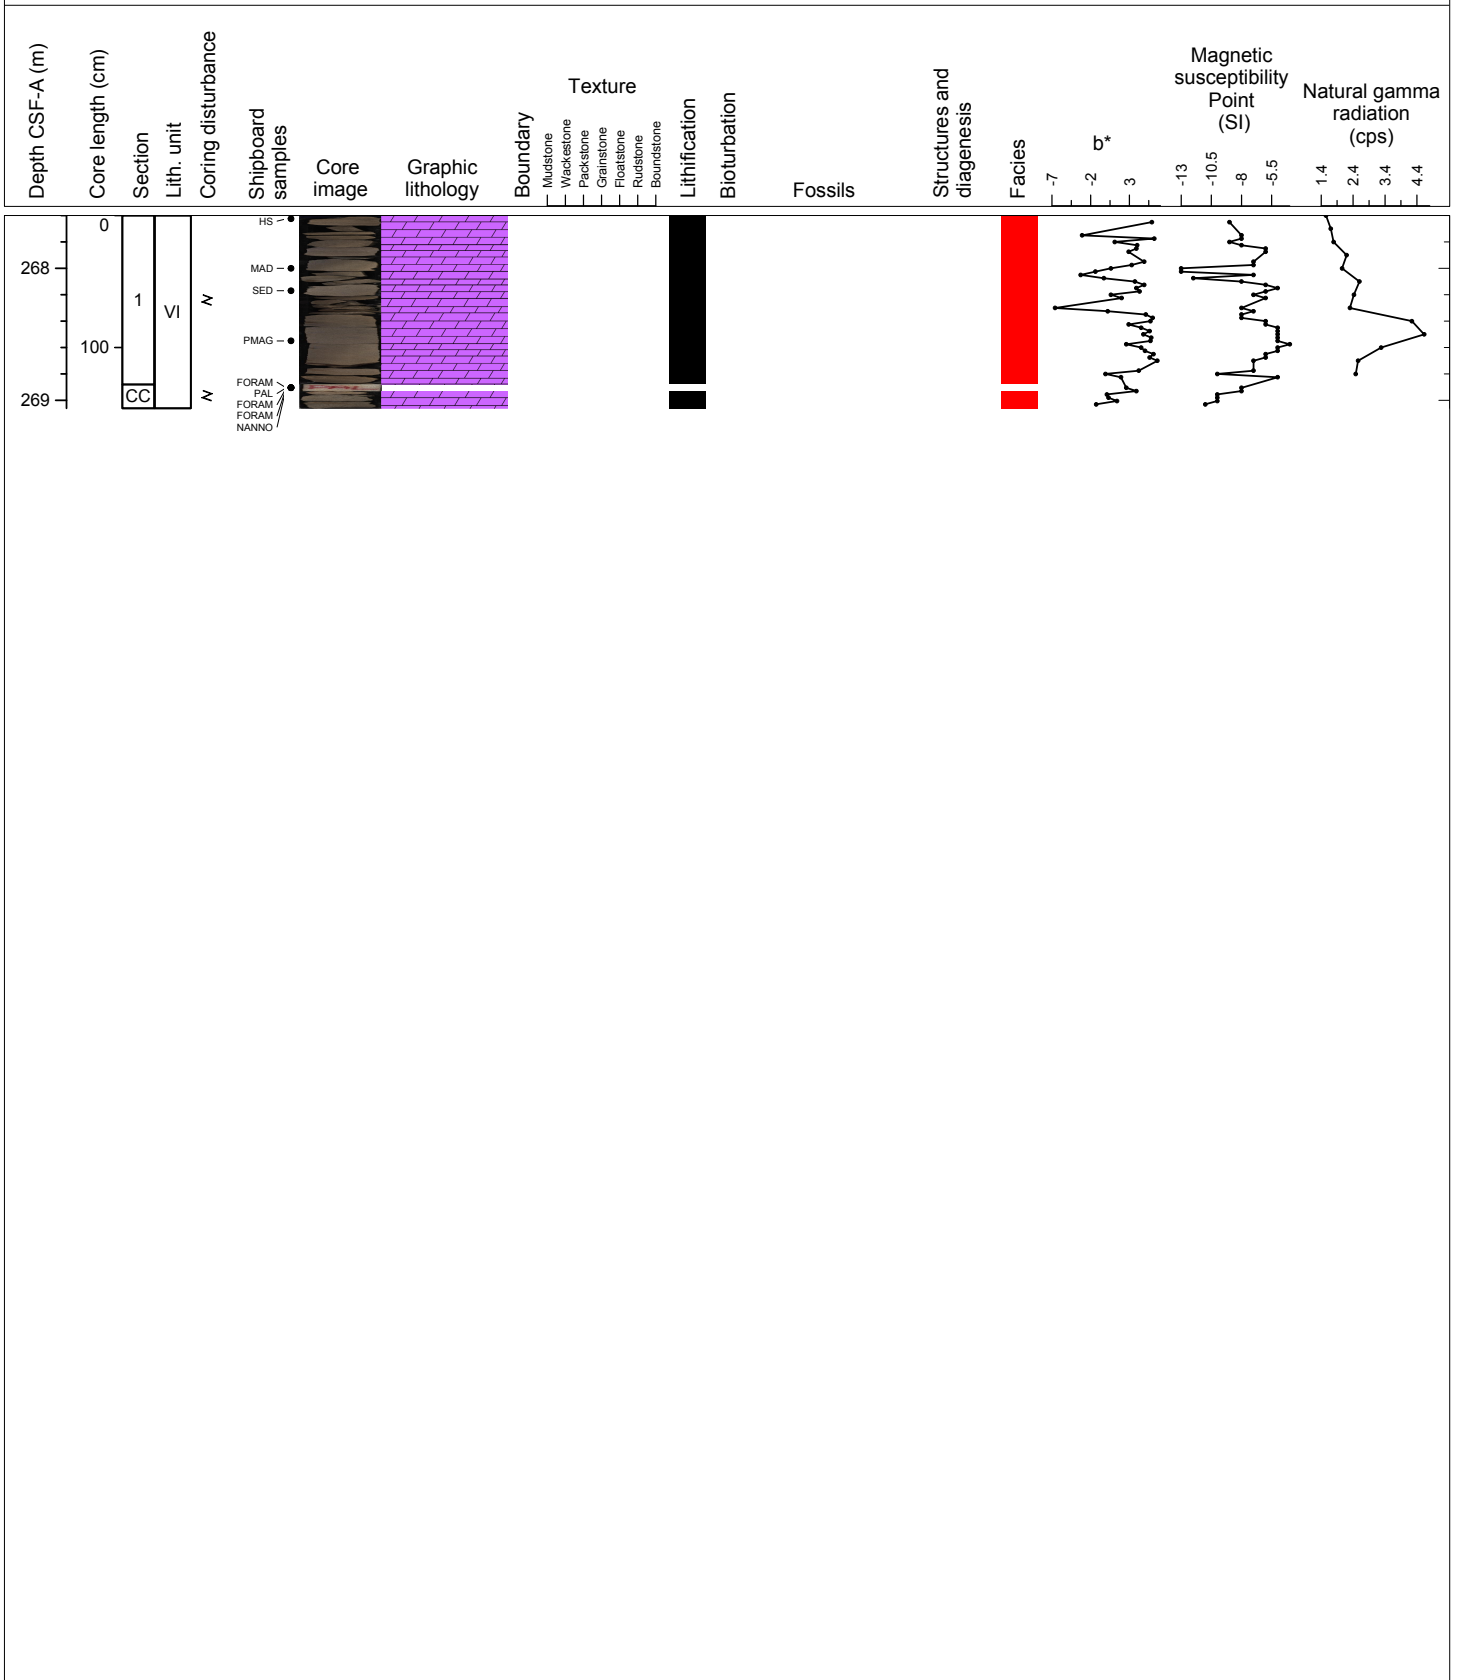 Depth CSF-A (m)
Core length (cm)
Section
Lith. unit
Coring disturbance
Shipboard
samples
Core
image
Graphic
lithology
Boundary
Texture
Mudstone
Wackestone
Packstone
Grainstone
Floatstone
Rudstone
Boundstone
Lithification
Bioturbation
Fossils
Structures and
diagenesis
Facies
b*
-7
-2
3
Magnetic
susceptibility
Point
(SI)
-13
-10.5
-8
-5.5
Natural gamma
radiation
(cps)
1.4
2.4
3.4
4.4
268
269
0
100
1
CC
VI
HS
MAD
SED
PMAG
FORAM
PAL
FORAM
FORAM
NANNO